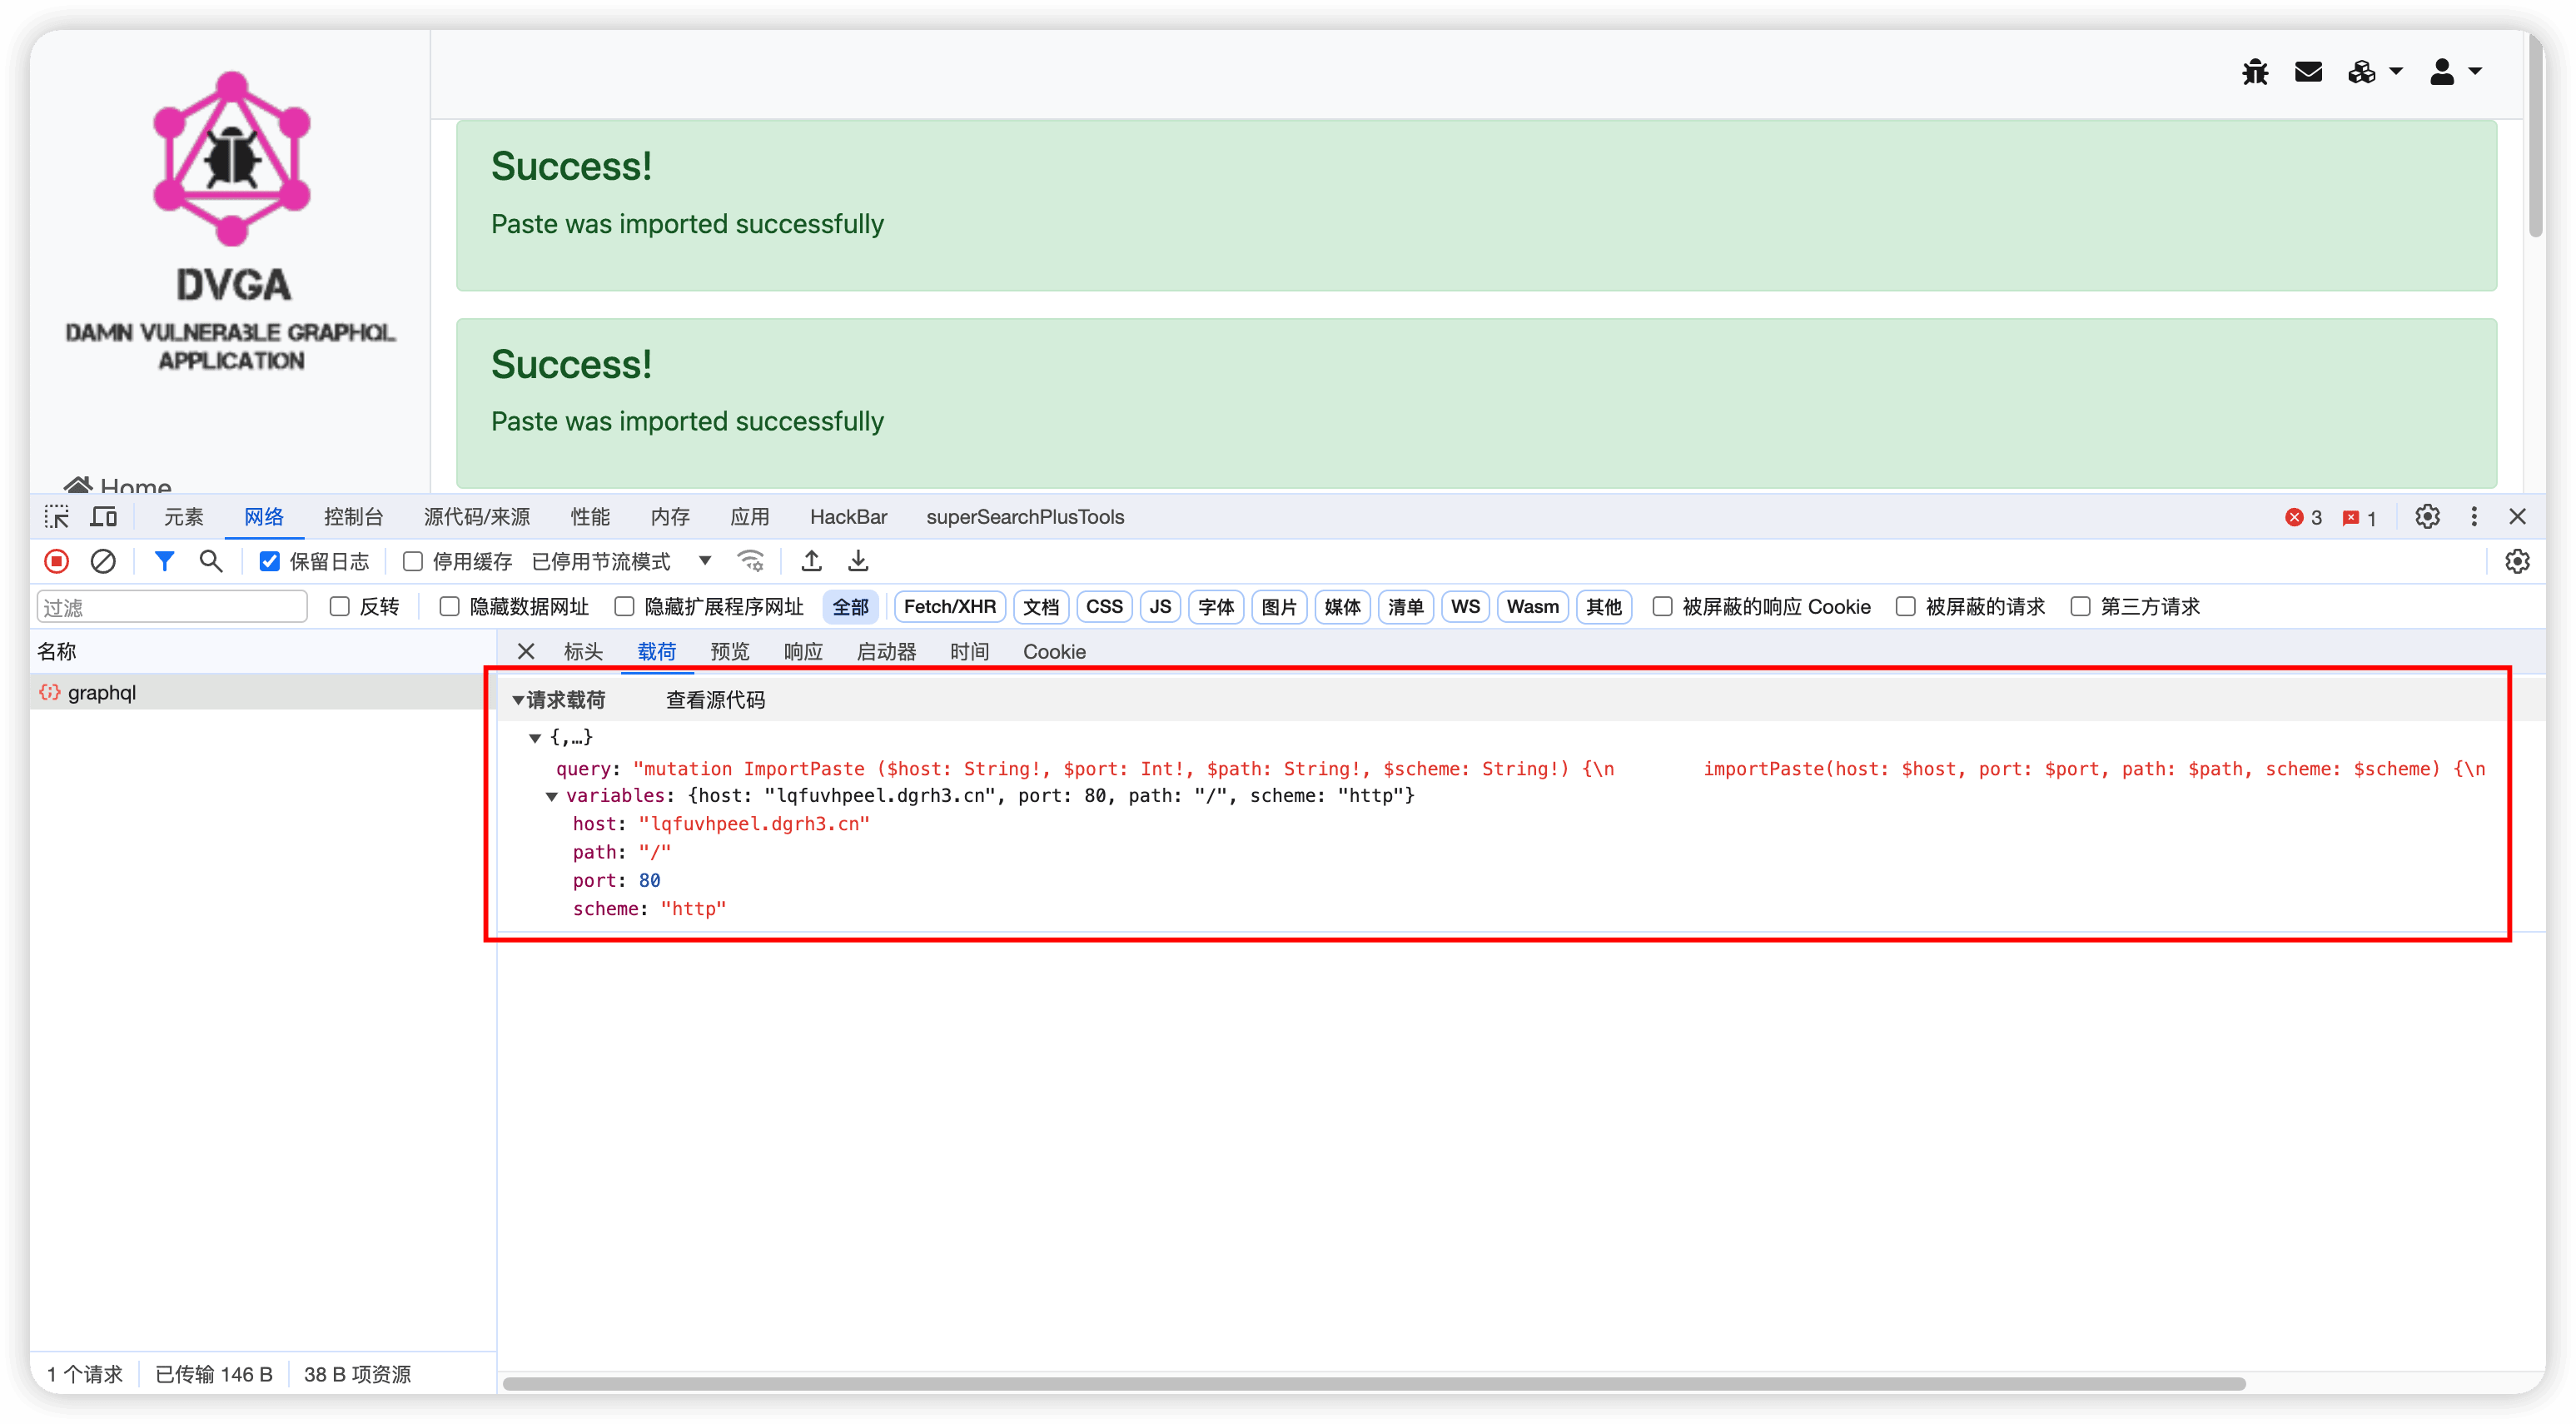 DVGA
DAMN VULNERABLE GRAPHQL
APPLICATION
Home
Success!
Paste was imported successfully
Success!
Paste was imported successfully
元素 网络 控制台 源代码/来源 性能 内存 应用 HackBar superSearchPlusTools 3 1
保留日志 停用缓存 已停用节流模式
过滤 反转 隐藏数据网址 隐藏扩展程序网址 全部 Fetch/XHR 文档 CSS JS 字体 图片 媒体 清单 WS Wasm 其他 被屏蔽的响应 Cookie 被屏蔽的请求 第三方请求
名称
graphql
标头 载荷 预览 响应 启动器 时间 Cookie
▼请求载荷 查看源代码
▼ {,…}
query: "mutation ImportPaste ($host: String!, $port: Int!, $path: String!, $scheme: String!) {\n        importPaste(host: $host, port: $port, path: $path, scheme: $scheme) {\n
▼ variables: {host: "lqfuvhpeel.dgrh3.cn", port: 80, path: "/", scheme: "http"}
host: "lqfuvhpeel.dgrh3.cn"
path: "/"
port: 80
scheme: "http"
1 个请求 已传输 146 B 38 B 项资源